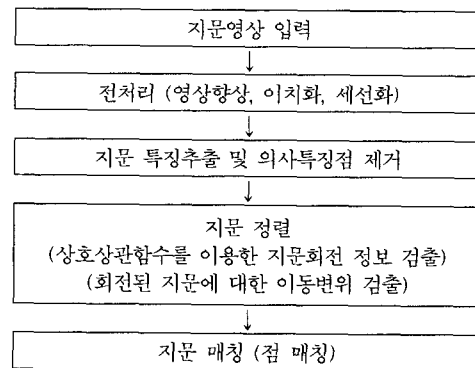 지문영상 입력
전처리 (영상향상, 이치화, 세선화)
지문 특징추출 및 의사특징점 제거
지문 정렬
(상호상관함수를 이용한 지문회전 정보 검출)
(회전된 지문에 대한 이동변위 검출)
지문 매칭 (점 매칭)